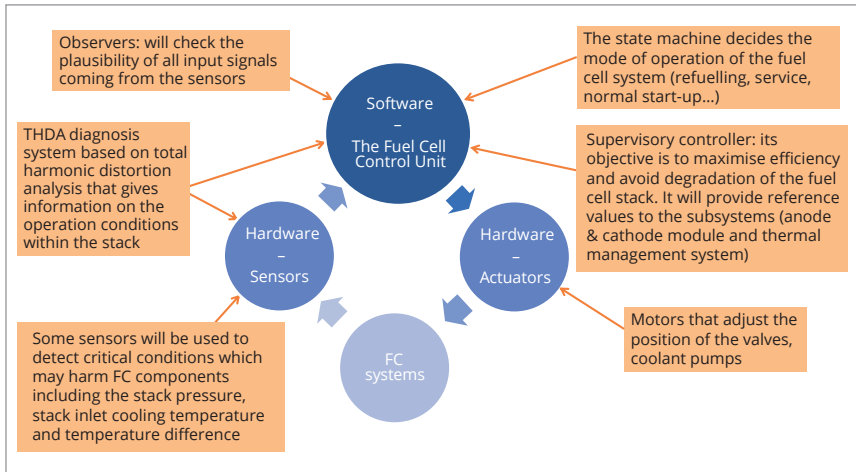 Observers: will check the
plausibility of all input signals
coming from the sensors
The state machine decides the
mode of operation of the fuel
cell system (refuelling, service,
normal start-up...)
Software
–
The Fuel Cell
Control Unit
THDA diagnosis
system based on total
harmonic distortion
analysis that gives
information on the
operation conditions
within the stack
Supervisory controller: its
objective is to maximise efficiency
and avoid degradation of the fuel
cell stack. It will provide reference
values to the subsystems (anode
& cathode module and thermal
management system)
Hardware
–
Sensors
Hardware
–
Actuators
Some sensors will be used to
detect critical conditions which
may harm FC components
including the stack pressure,
stack inlet cooling temperature
and temperature difference
FC
systems
Motors that adjust the
position of the valves,
coolant pumps